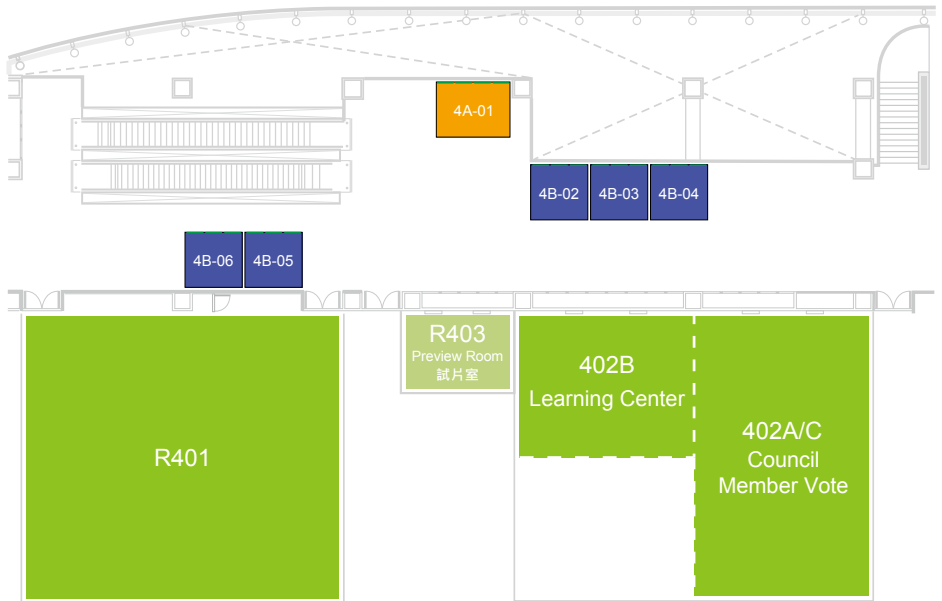 4A-01
4B-02
4B-03
4B-04
4B-06
4B-05
R403
Preview Room
試片室
402B
Learning Center
402A/C
Council
Member Vote
R401